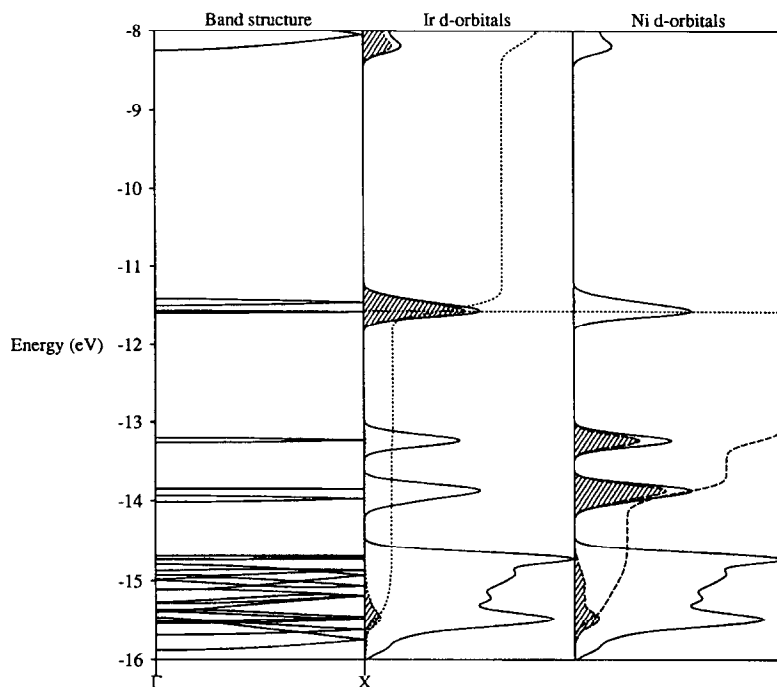 Band structure Ir d-orbitals Ni d-orbitals
-8
-9
-10
-11
Energy (eV) -12
-13
-14
-15
-16
Γ X